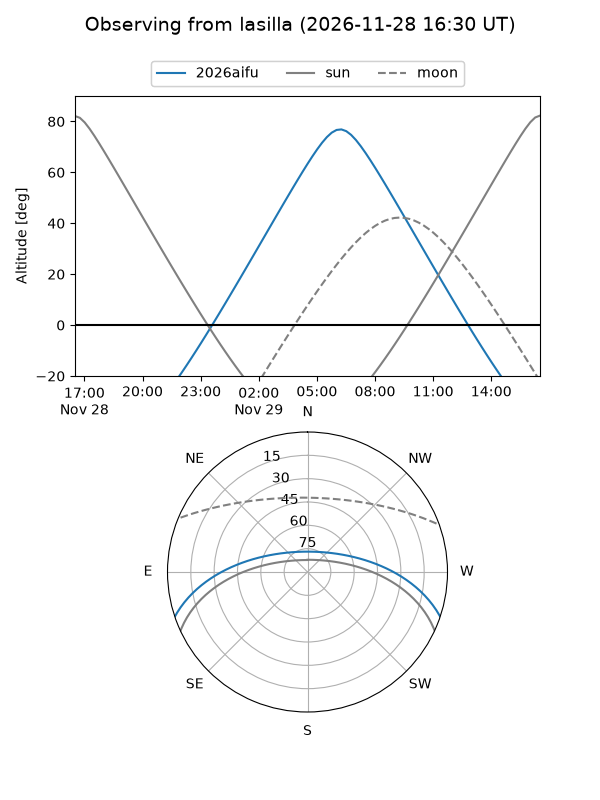 Observing from lasilla (2026-11-28 16:30 UT)
2026aifu sun moon
Altitude [deg]
80
60
40
20
0
−20
17:00 20:00 23:00 02:00 05:00 08:00 11:00 14:00
Nov 28 Nov 29
N
NE NW
15
30
45
60
75
E W
SE SW
S